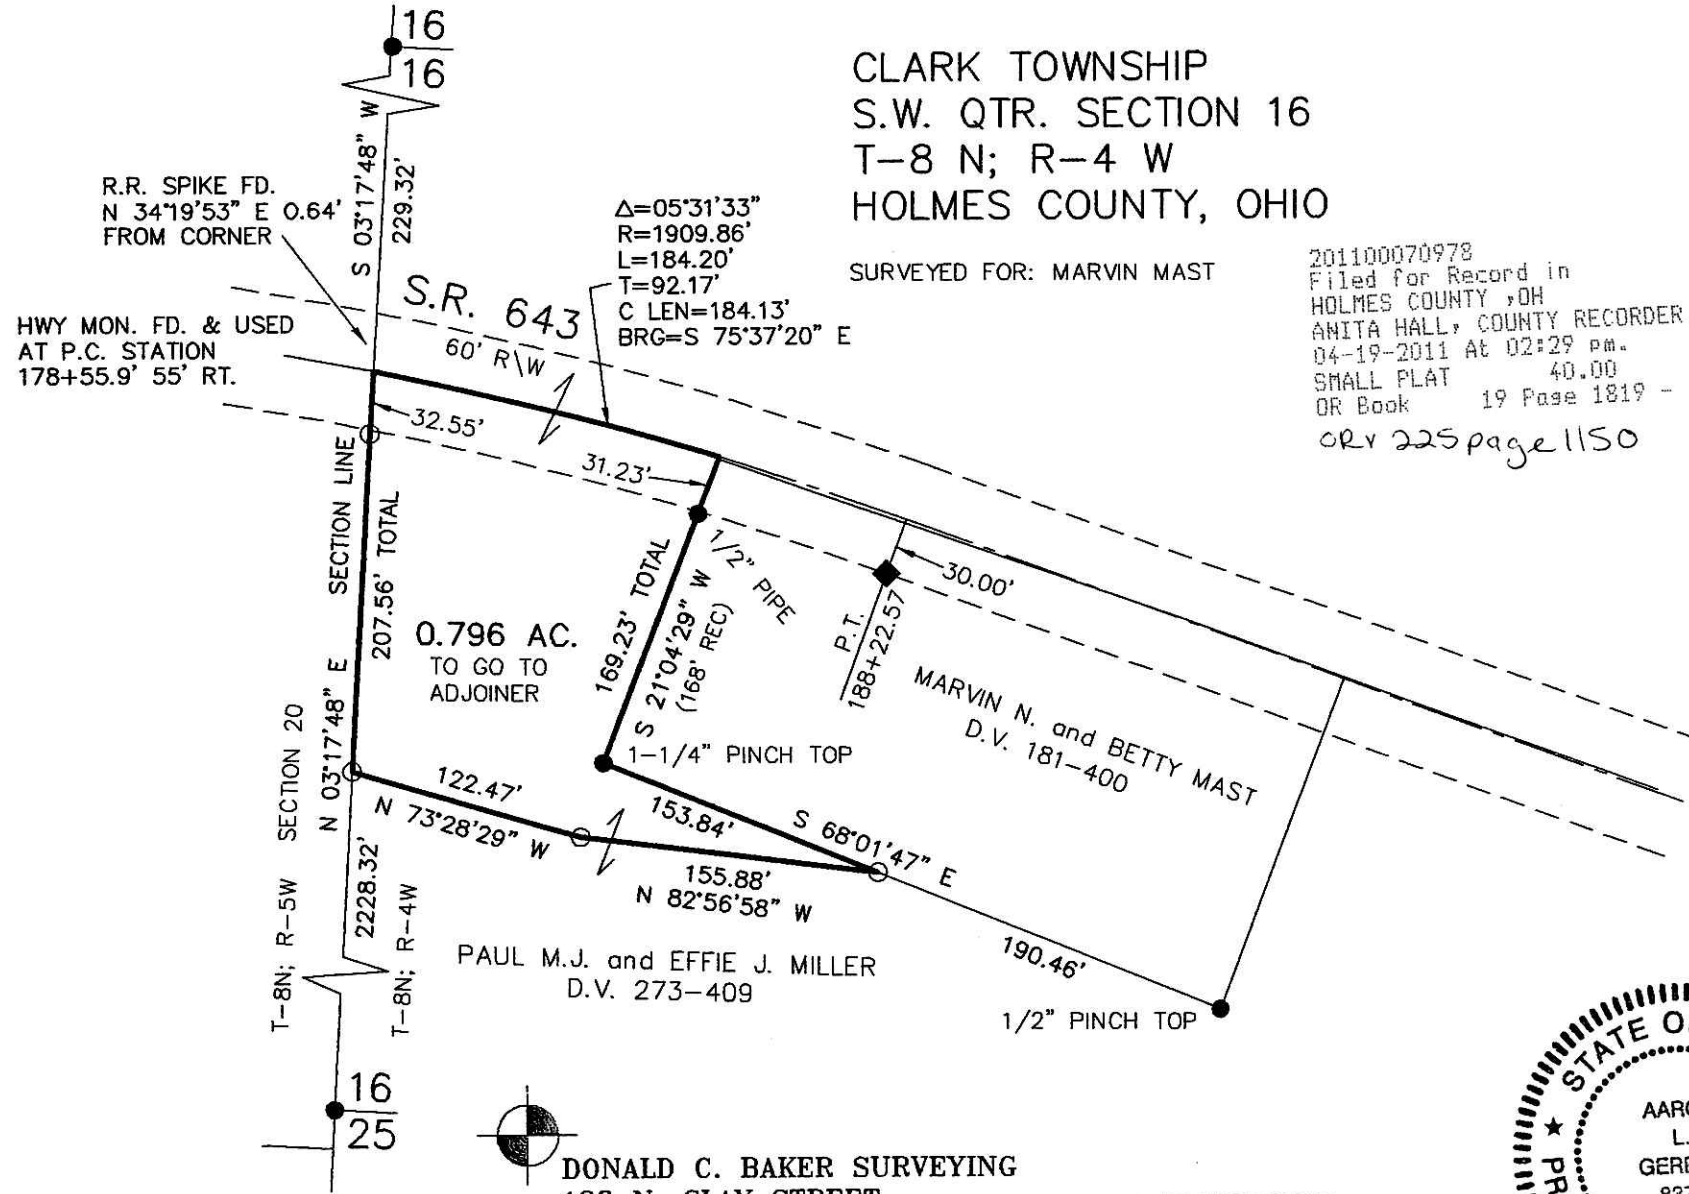 16
16
CLARK TOWNSHIP
S.W. QTR. SECTION 16
T-8 N; R-4 W
HOLMES COUNTY, OHIO
SURVEYED FOR: MARVIN MAST
201100070978
Filed for Record in
HOLMES COUNTY ,OH
ANITA HALL, COUNTY RECORDER
04-19-2011 At 02:29 pm.
SMALL PLAT 40.00
OR Book 19 Page 1819 -
ORV 225 page 1150
S 03°17'48" W
229.32'
R.R. SPIKE FD.
N 34°19'53" E 0.64'
FROM CORNER
HWY MON. FD. & USED
AT P.C. STATION
178+55.9' 55' RT.
Δ=05°31'33"
R=1909.86'
L=184.20'
T=92.17'
C LEN=184.13'
BRG=S 75°37'20" E
S.R. 643
60' R\W
32.55'
31.23'
1/2" PIPE
30.00'
P.T.
188+22.57
N 03°17'48" E SECTION LINE
207.56' TOTAL
0.796 AC.
TO GO TO
ADJOINER
169.23' TOTAL
S 21°04'29" W
(168' REC)
MARVIN N. and BETTY MAST
D.V. 181-400
1-1/4" PINCH TOP
122.47'
N 73°28'29" W
153.84'
S 68°01'47" E
155.88'
N 82°56'58" W
190.46'
1/2" PINCH TOP
PAUL M.J. and EFFIE J. MILLER
D.V. 273-409
T-8N; R-5W SECTION 20
2228.32'
T-8N; R-4W
16
25
DONALD C. BAKER SURVEYING
STATE O
L.